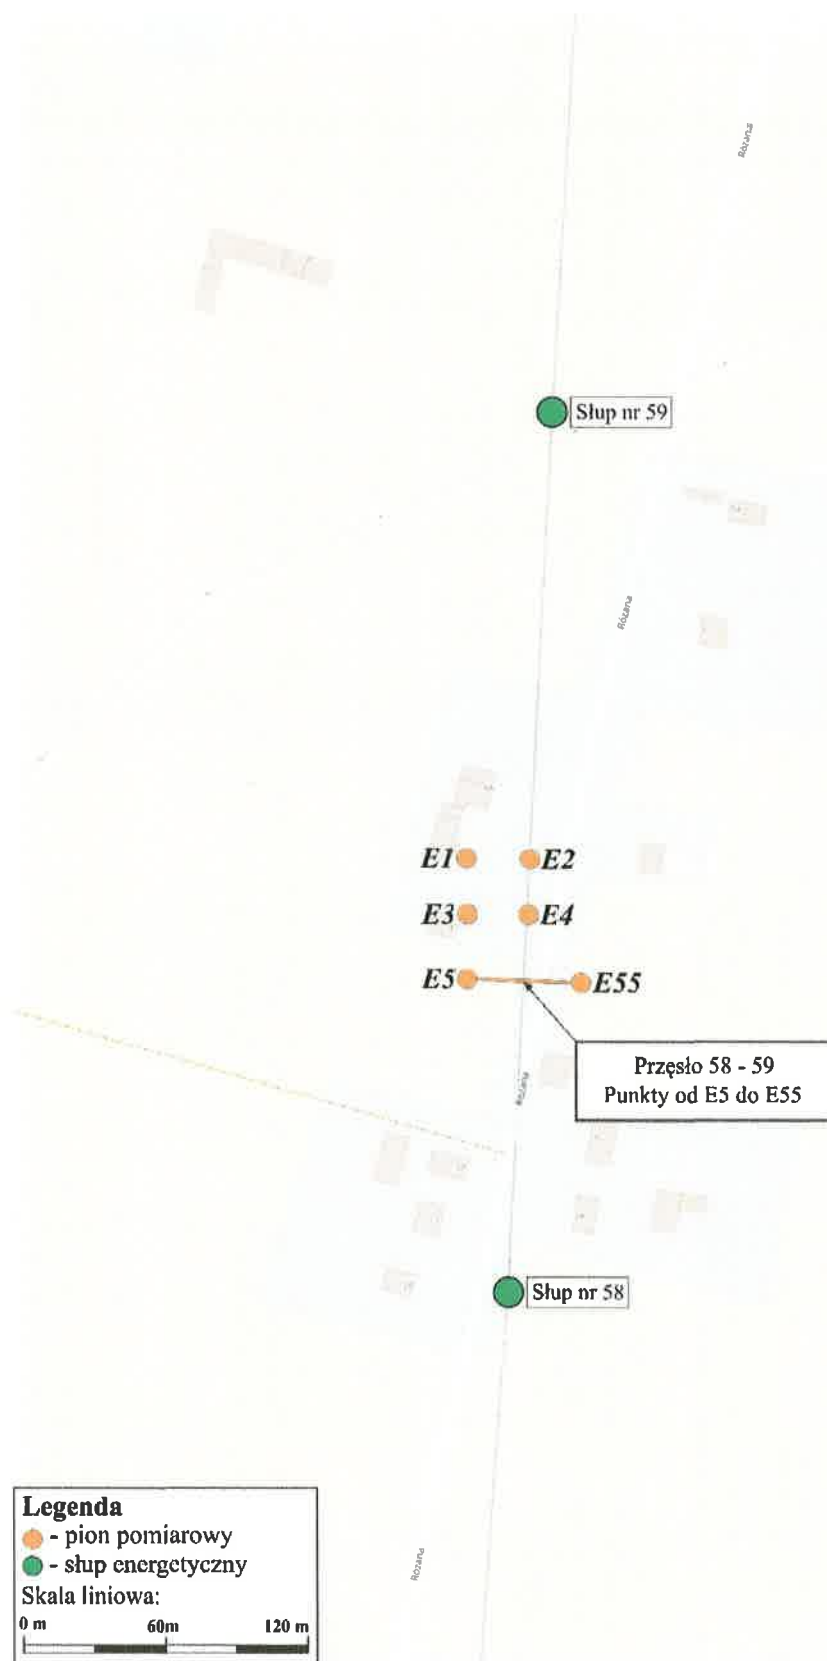 Różana
Słup nr 59
Różana
E1
E2
E3
E4
E5
E55
Przęsło 58 - 59
Punkty od E5 do E55
Różana
Słup nr 58
Różana
Legenda
- pion pomiarowy
- słup energetyczny
Skala liniowa:
0 m 60m 120 m